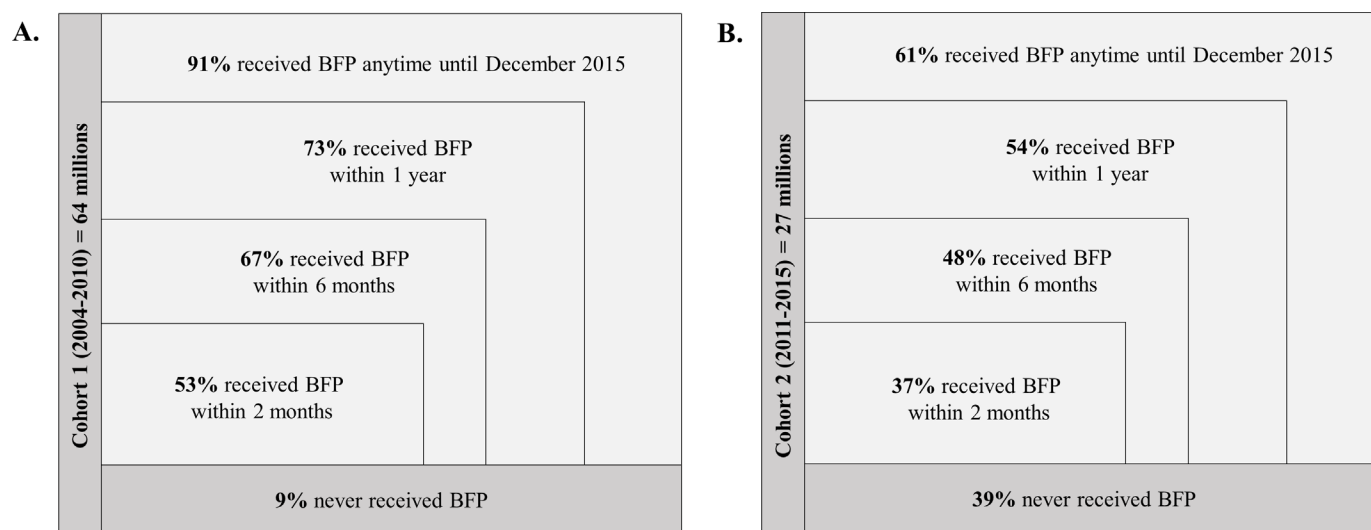 A.
Cohort 1 (2004-2010) = 64 millions
91% received BFP anytime until December 2015
73% received BFP
within 1 year
67% received BFP
within 6 months
53% received BFP
within 2 months
9% never received BFP
B.
Cohort 2 (2011-2015) = 27 millions
61% received BFP anytime until December 2015
54% received BFP
within 1 year
48% received BFP
within 6 months
37% received BFP
within 2 months
39% never received BFP